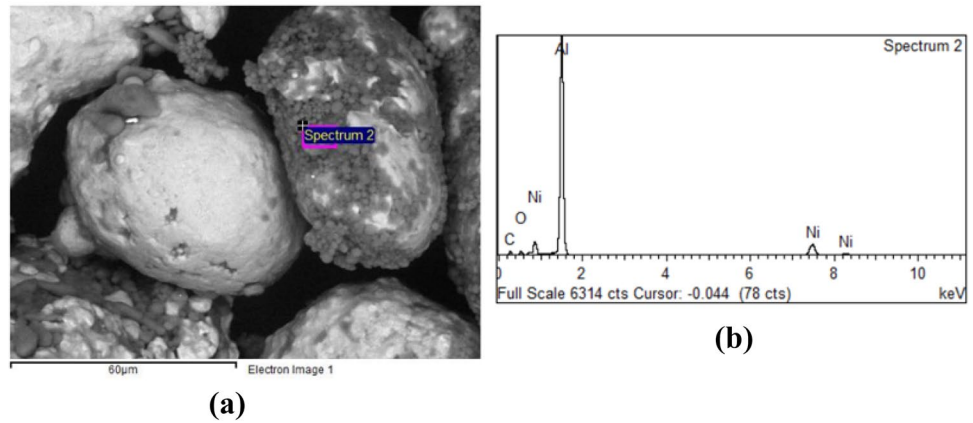 Spectrum 2
60µm
Electron Image 1
(a)
Spectrum 2
Al
Ni
O
C
Ni
Ni
0 2 4 6 8 10
Full Scale 6314 cts Cursor: -0.044 (78 cts) keV
(b)